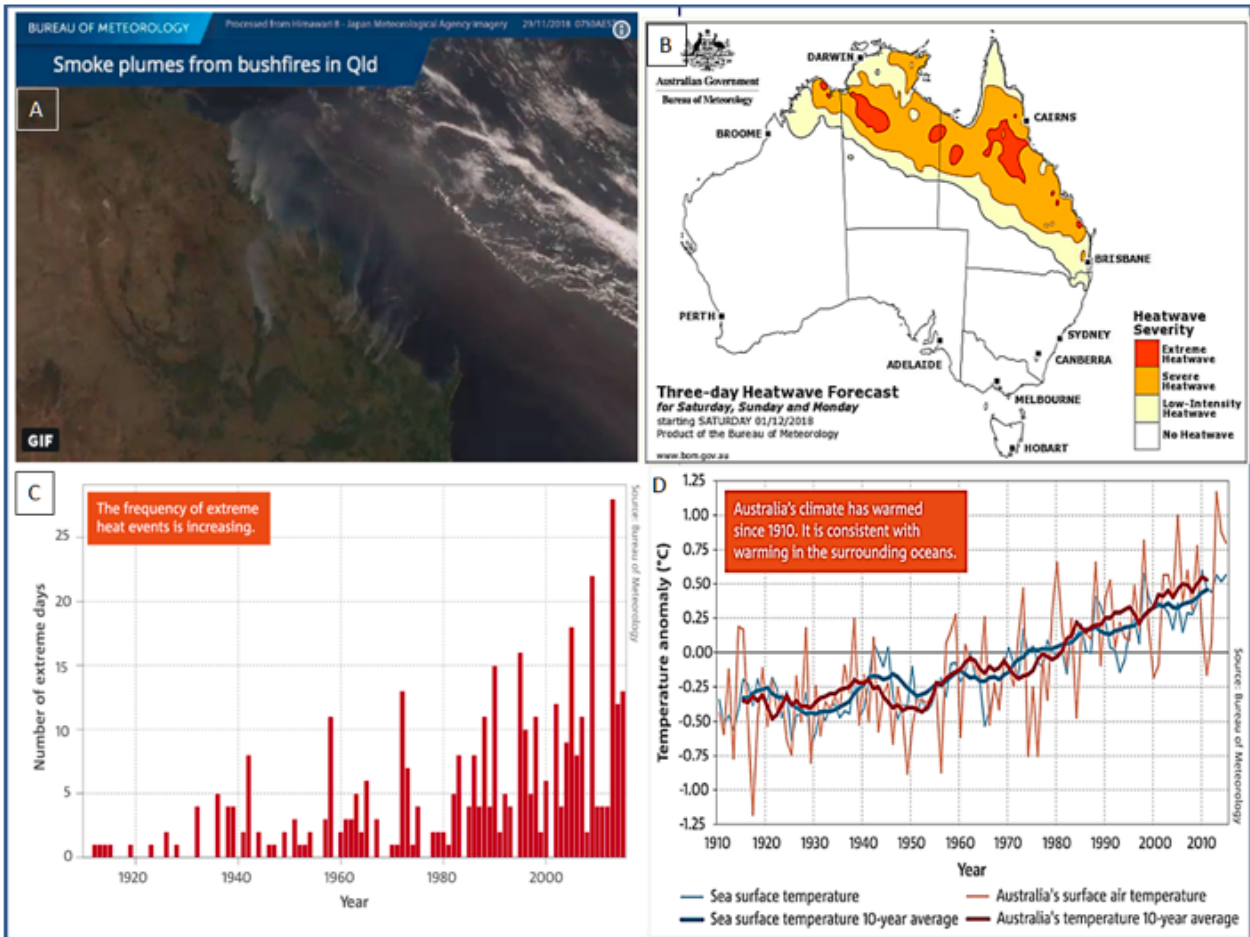 BUREAU OF METEOROLOGY
Processed from Himawari 8 - Japan Meteorological Agency imagery
29/11/2018
Smoke plumes from bushfires in Qld
A
GIF
B
Australian Government
Bureau of Meteorology
DARWIN
BROOME
CAIRNS
BRISBANE
PERTH
ADELAIDE
SYDNEY
CANBERRA
MELBOURNE
HOBART
Heatwave
Severity
Extreme
Heatwave
Severe
Heatwave
Low-Intensity
Heatwave
No Heatwave
Three-day Heatwave Forecast
for Saturday, Sunday and Monday
starting SATURDAY 01/12/2018
Product of the Bureau of Meteorology
www.bom.gov.au
C
The frequency of extreme
heat events is increasing.
Source: Bureau of Meteorology
Number of extreme days
25
20
15
10
5
0
1920
1940
1960
1980
2000
Year
D
Australia's climate has warmed
since 1910. It is consistent with
warming in the surrounding oceans.
Source: Bureau of Meteorology
Temperature anomaly (°C)
1.25
1.00
0.75
0.50
0.25
0.00
-0.25
-0.50
-0.75
-1.00
-1.25
1910
1920
1930
1940
1950
1960
1970
1980
1990
2000
2010
Year
Sea surface temperature
Australia's surface air temperature
Sea surface temperature 10-year average
Australia's temperature 10-year average